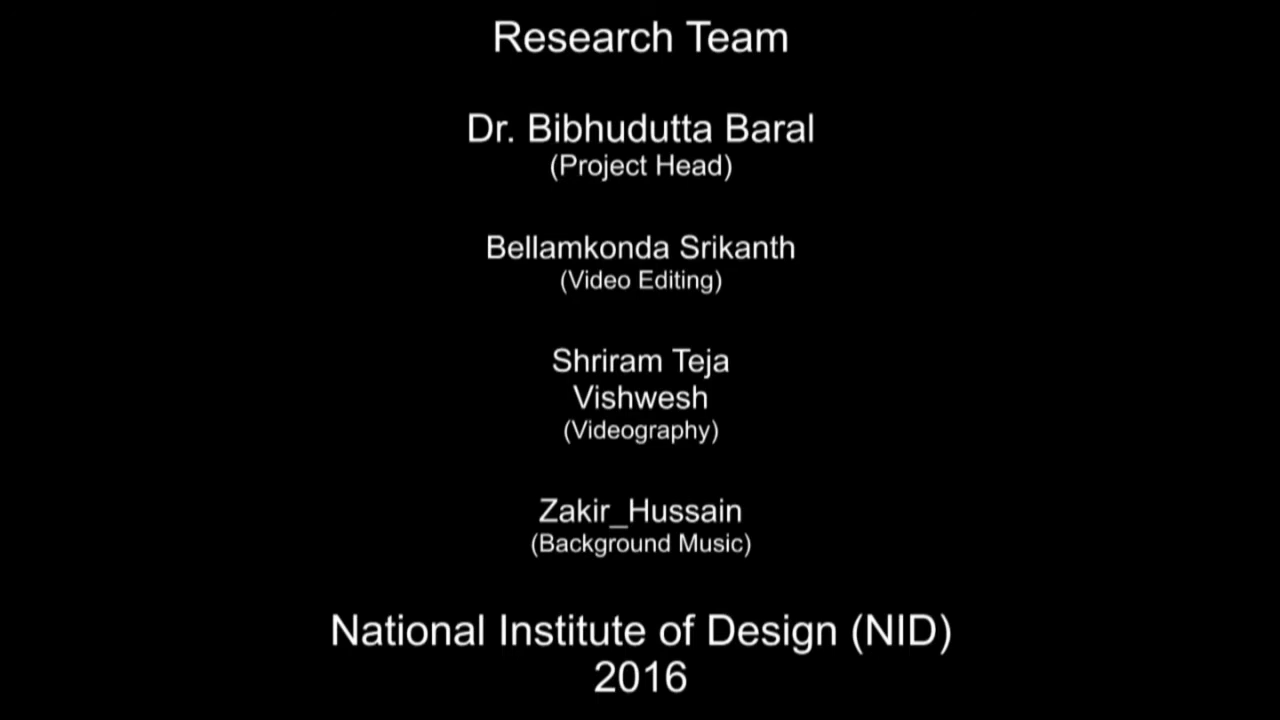 Research Team
Dr. Bibhudutta Baral
(Project Head)
Bellamkonda Srikanth
(Video Editing)
Shriram Teja
Vishwesh
(Videography)
Zakir_Hussain
(Background Music)
National Institute of Design (NID)
2016